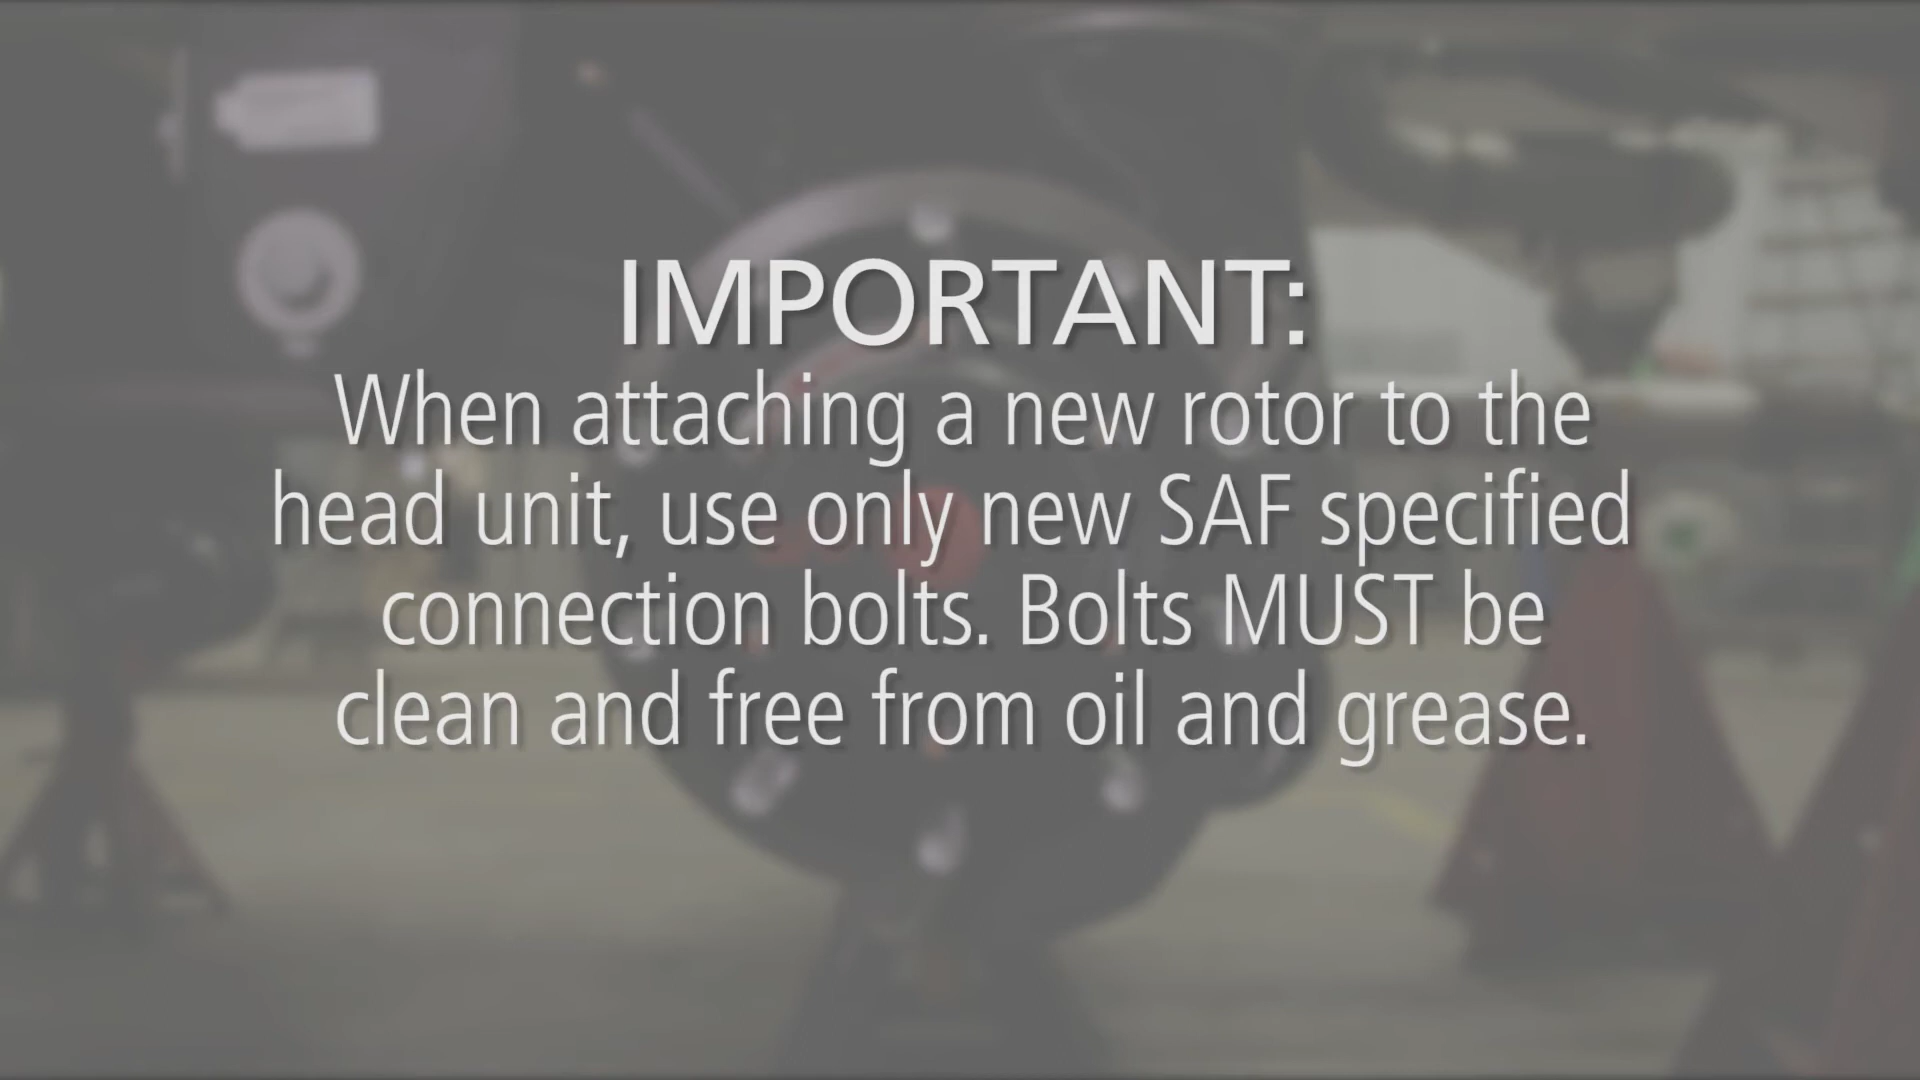 IMPORTANT:
When attaching a new rotor to the
head unit, use only new SAF specified
connection bolts. Bolts MUST be
clean and free from oil and grease.